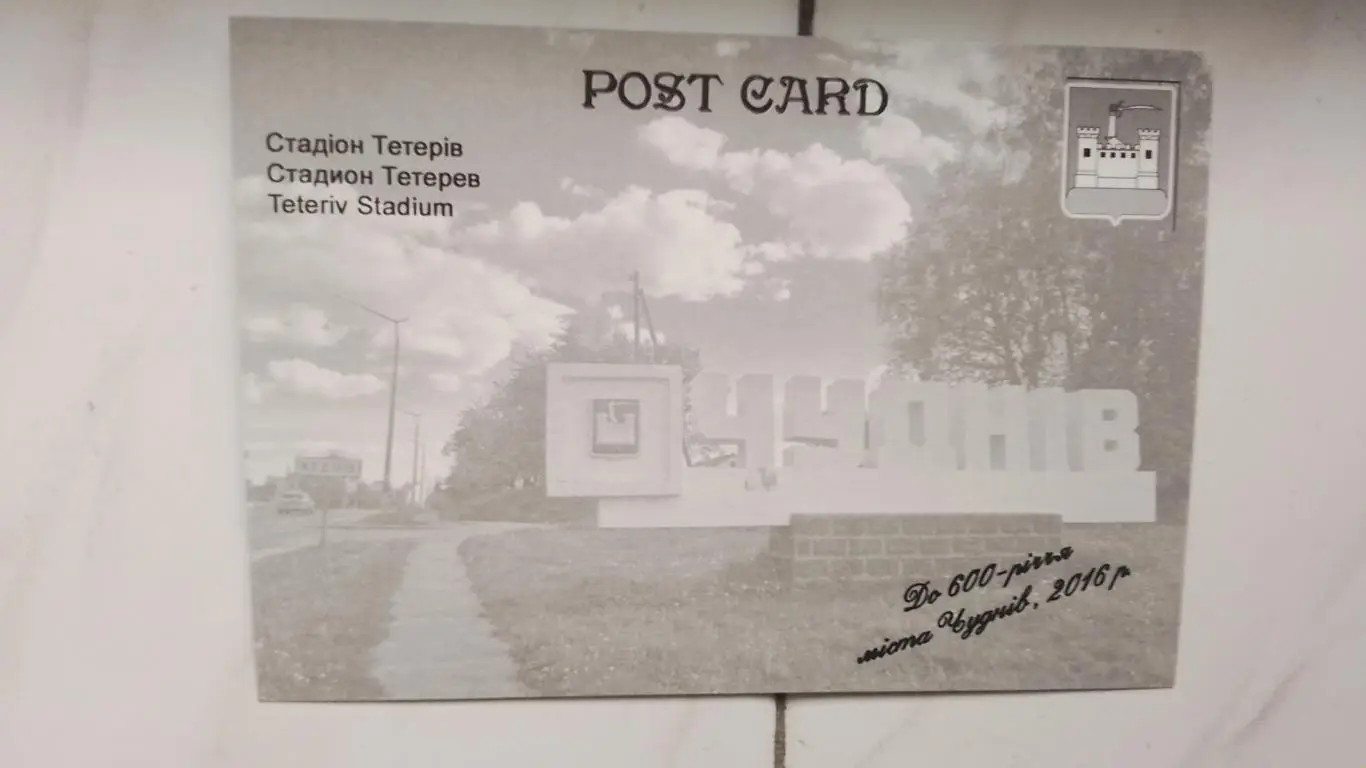 POST CARD
Стадіон Тетерів
Стадион Тетерев
Teteriv Stadium
ЧУДНІВ
До 600-річчя
міста Чуднів, 2016 р.